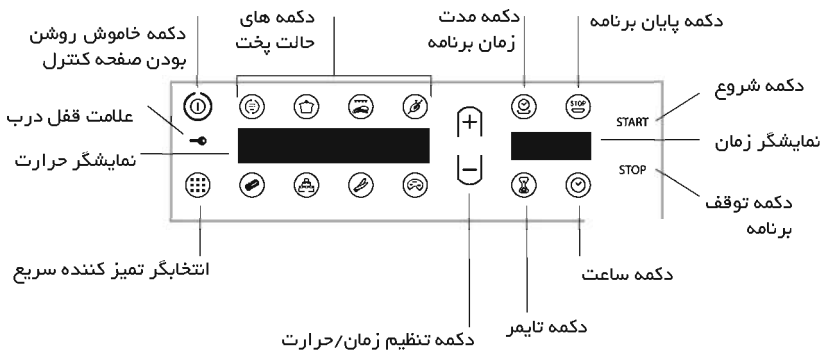 دکمه پایان برنامه
دکمه مدت
زمان برنامه
دکمه های
حالت پخت
دکمه خاموش روشن
بودن صفحه کنترل
دکمه شروع
علامت قفل درب
STOP
START
نمایشگر زمان
نمایشگر حرارت
STOP
دکمه توقف
برنامه
انتخابگر تمیز کننده سریع
دکمه ساعت
دکمه تایمر
دکمه تنظیم زمان/حرارت